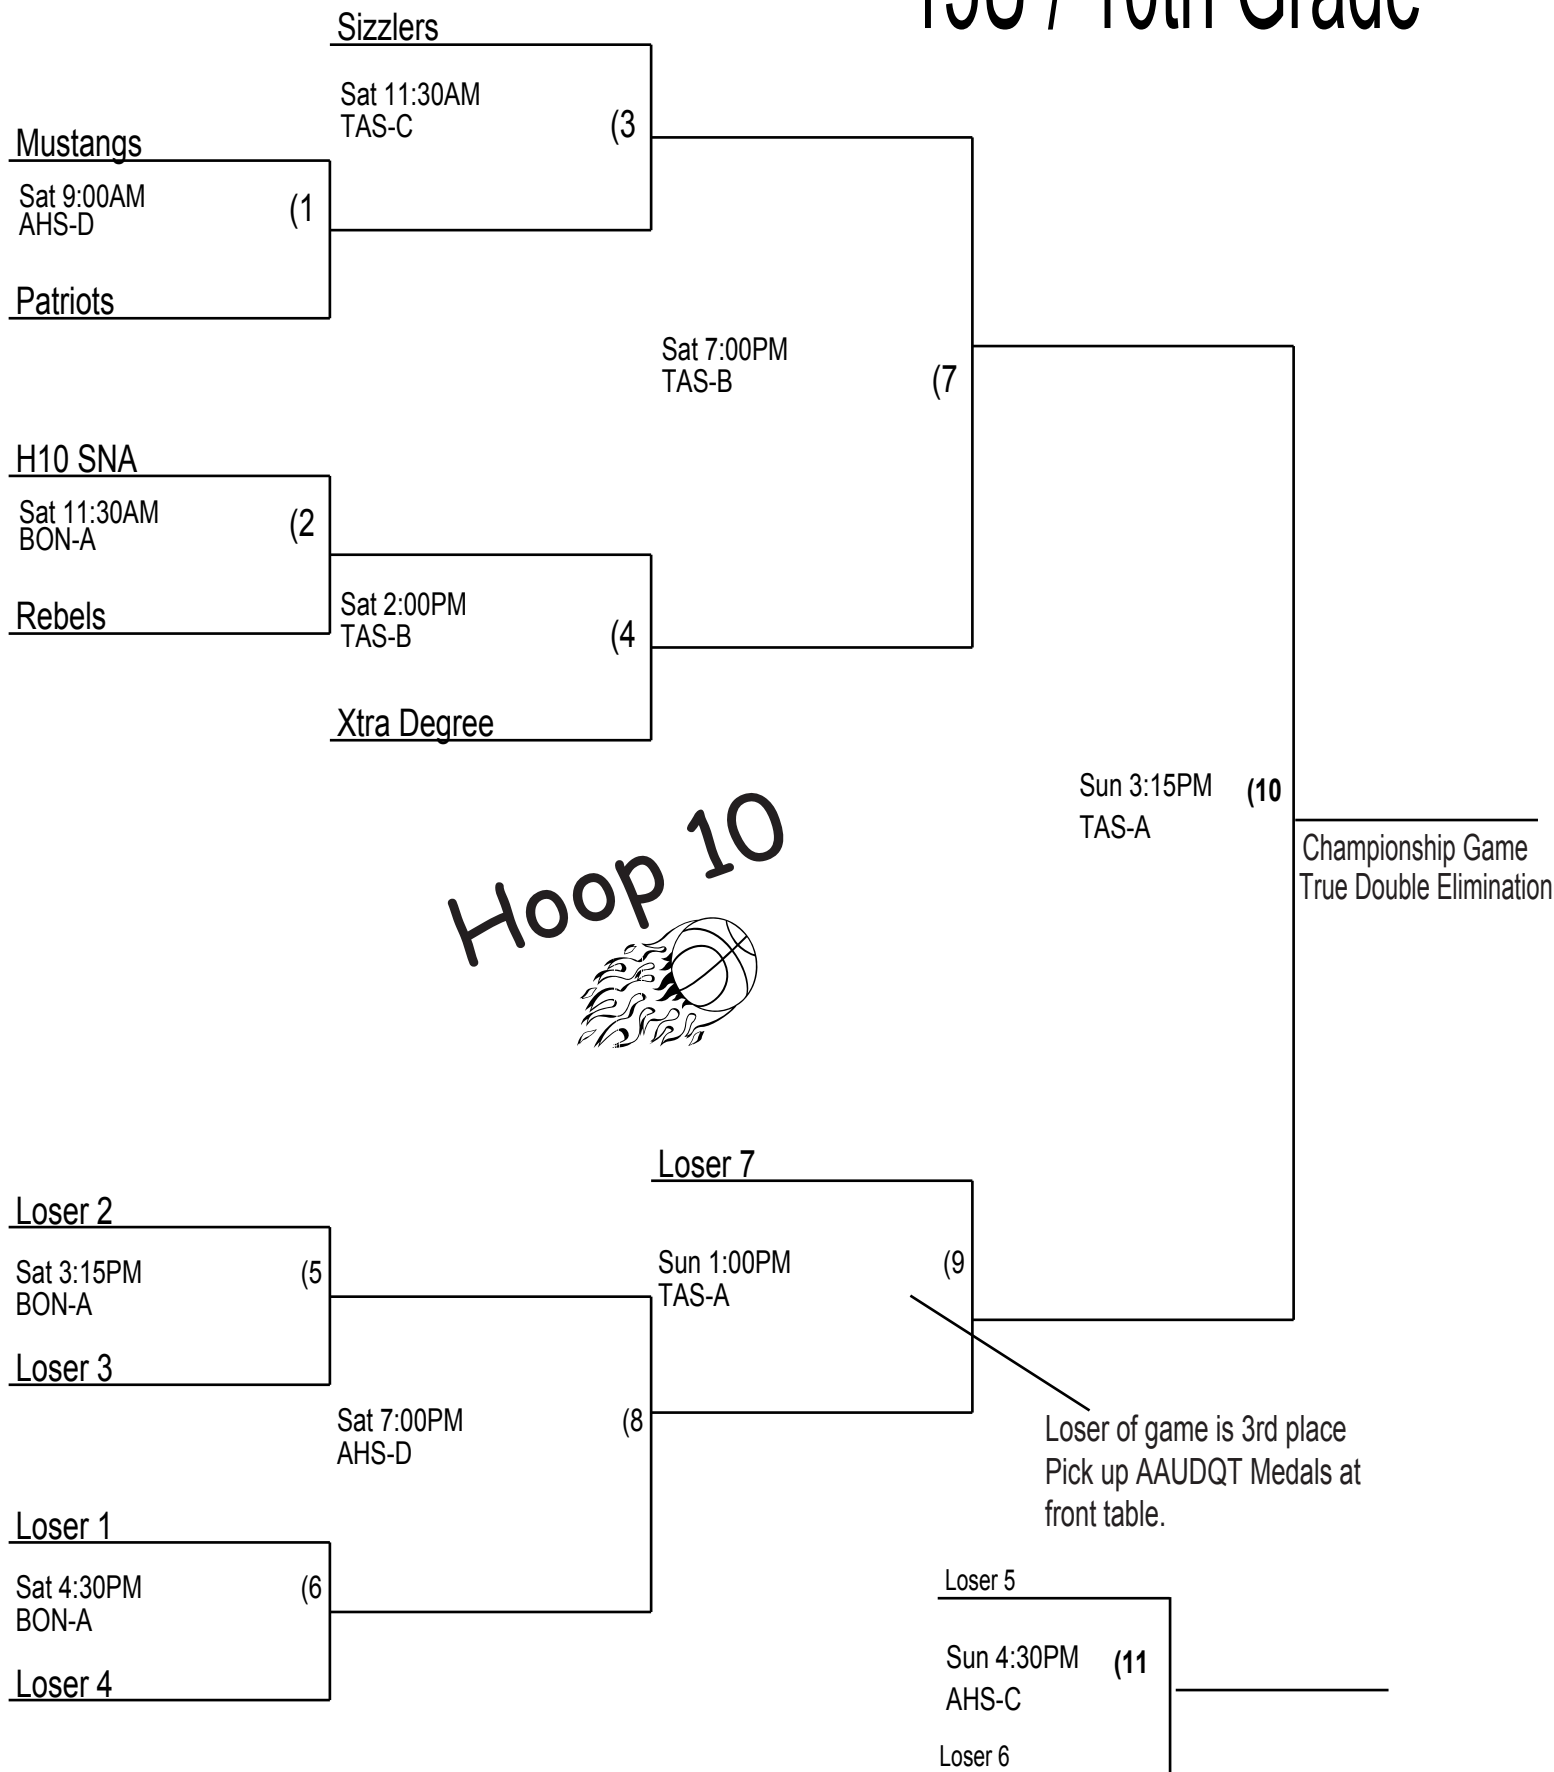 15U / 10th Grade
Sizzlers
Sat 11:30AM
TAS-C
(3
Mustangs
Sat 9:00AM
AHS-D
(1
Patriots
Sat 7:00PM
TAS-B
(7
H10 SNA
Sat 11:30AM
BON-A
(2
Rebels
Sat 2:00PM
TAS-B
(4
Xtra Degree
Sun 3:15PM
TAS-A
(10
Championship Game
True Double Elimination
Hoop 10
Loser 7
Loser 2
Sat 3:15PM
BON-A
(5
Loser 3
Sun 1:00PM
TAS-A
(9
Sat 7:00PM
AHS-D
(8
Loser of game is 3rd place
Pick up AAUDQT Medals at
front table.
Loser 1
Sat 4:30PM
BON-A
(6
Loser 4
Loser 5
Sun 4:30PM
AHS-C
(11
Loser 6